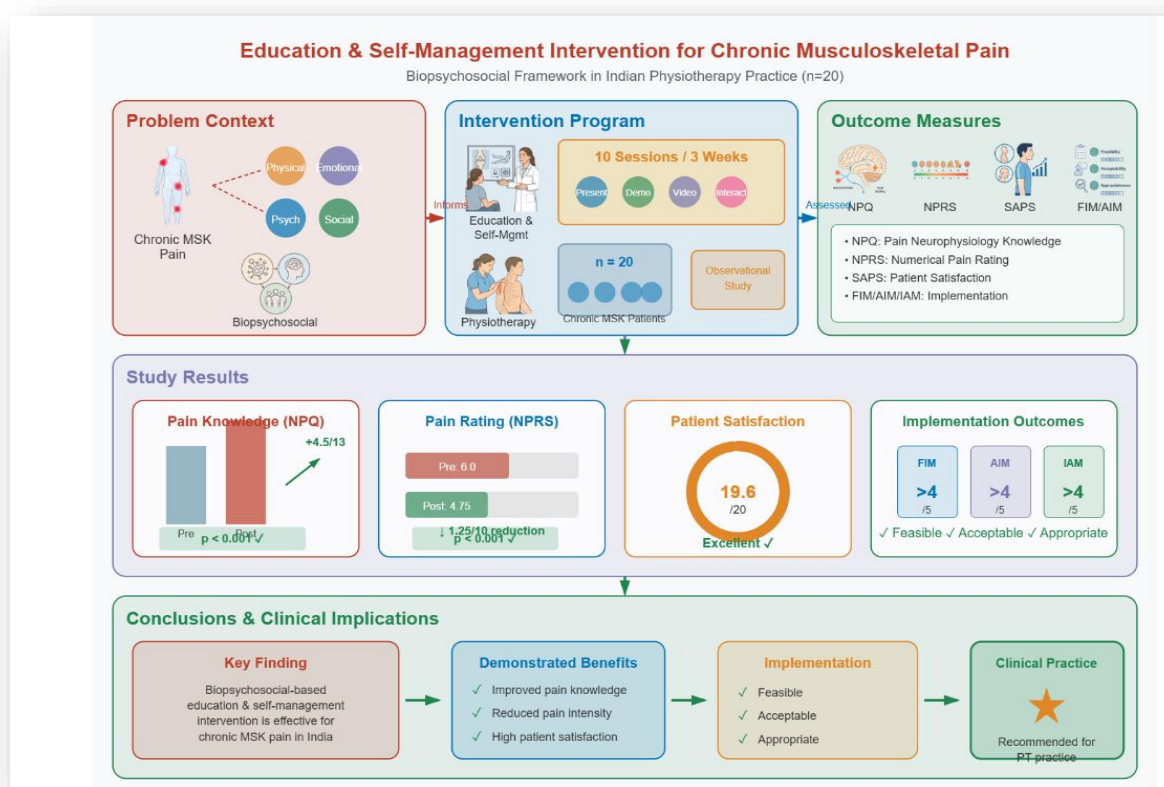 Education & Self-Management Intervention for Chronic Musculoskeletal Pain
Biopsychosocial Framework in Indian Physiotherapy Practice (n=20)
Problem Context
Physical
Emotional
Psych
Social
Chronic MSK
Pain
Biopsychosocial
Informs
Intervention Program
Education &
Self-Mgmt
Physiotherapy
10 Sessions / 3 Weeks
Present
Demo
Video
Interact
n = 20
Chronic MSK Patients
Observational
Study
Assessed
Outcome Measures
NPQ
NPRS
SAPS
FIM/AIM
• NPQ: Pain Neurophysiology Knowledge
• NPRS: Numerical Pain Rating
• SAPS: Patient Satisfaction
• FIM/AIM/IAM: Implementation
Study Results
Pain Knowledge (NPQ)
+4.5/13
Pre
Post
p < 0.001 ✓
Pain Rating (NPRS)
Pre: 6.0
Post: 4.75
↓ 1.25/10 reduction
p < 0.001 ✓
Patient Satisfaction
19.6
/20
Excellent ✓
Implementation Outcomes
FIM
>4
/5
AIM
>4
/5
IAM
>4
/5
✓ Feasible ✓ Acceptable ✓ Appropriate
Conclusions & Clinical Implications
Key Finding
Biopsychosocial-based
education & self-management
intervention is effective for
chronic MSK pain in India
Demonstrated Benefits
✓ Improved pain knowledge
✓ Reduced pain intensity
✓ High patient satisfaction
Implementation
✓ Feasible
✓ Acceptable
✓ Appropriate
Clinical Practice
Recommended for
PT practice